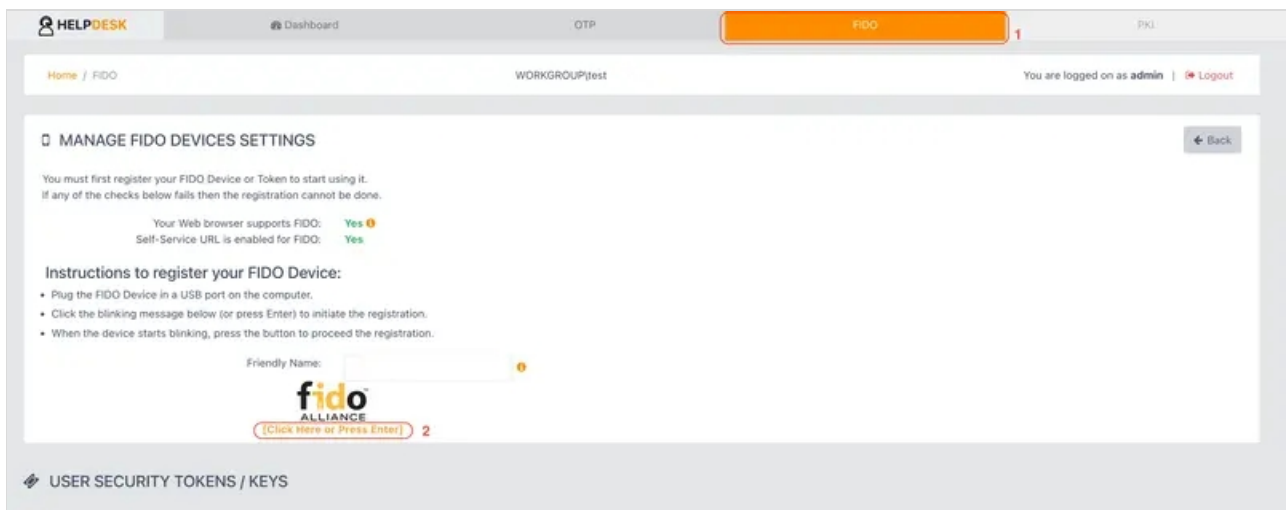 HELPDESK Dashboard OTP FIDO 1 PKI
Home / FIDO WORKGROUP\test You are logged on as admin | Logout
MANAGE FIDO DEVICES SETTINGS Back
You must first register your FIDO Device or Token to start using it.
If any of the checks below fails then the registration cannot be done.
Your Web browser supports FIDO: Yes
Self-Service URL is enabled for FIDO: Yes
Instructions to register your FIDO Device:
• Plug the FIDO Device in a USB port on the computer.
• Click the blinking message below (or press Enter) to initiate the registration.
• When the device starts blinking, press the button to proceed the registration.
Friendly Name:
fido™
ALLIANCE
[Click Here or Press Enter] 2
USER SECURITY TOKENS / KEYS